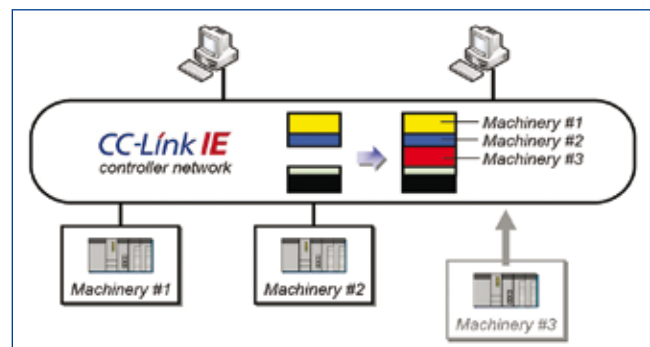 Machinery #1
Machinery #2
Machinery #3
CC-Link IE
controller network
Machinery #1
Machinery #2
Machinery #3